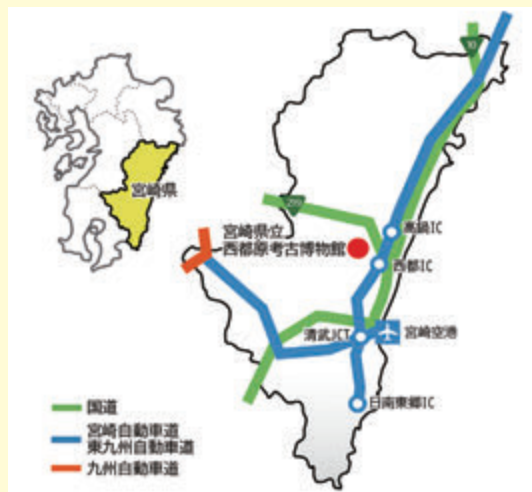 宮崎県
10
宮崎県立
西都原考古博物館
高鍋IC
西都IC
清武JCT
宮崎空港
日南東郷IC
国道
宮崎自動車道
東九州自動車道
九州自動車道